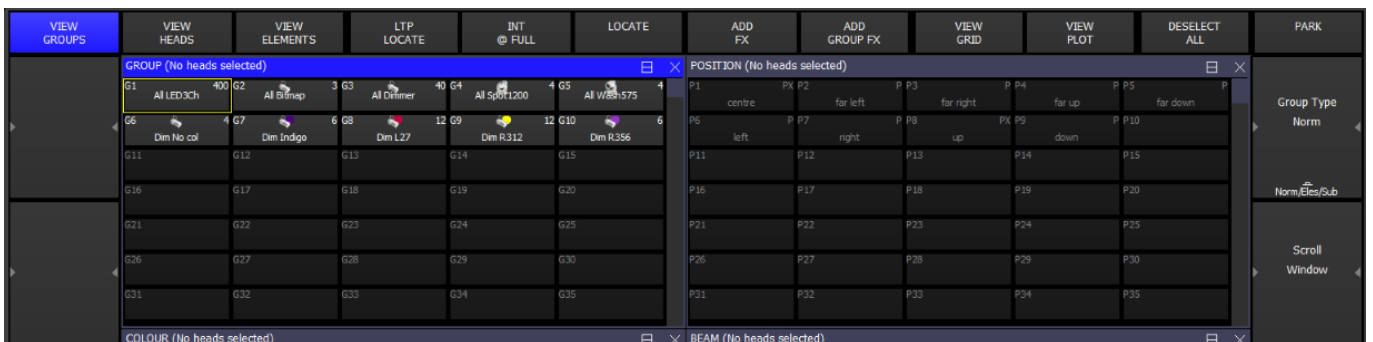 VIEW
GROUPS
VIEW
HEADS
VIEW
ELEMENTS
LTP
LOCATE
INT
@ FULL
LOCATE
ADD
FX
ADD
GROUP FX
VIEW
GRID
VIEW
PLOT
DESELECT
ALL
PARK
GROUP (No heads selected)
G1 400 G2 3 G3 40 G4 4 G5 4
All LED3Ch All Bitmap All Dimmer All Spot1200 All Wash575
G6 4 G7 6 G8 12 G9 12 G10 6
Dim No col Dim Indigo Dim L27 Dim R312 Dim R356
G11 G12 G13 G14 G15
G16 G17 G18 G19 G20
G21 G22 G23 G24 G25
G26 G27 G28 G29 G30
G31 G32 G33 G34 G35
POSITION (No heads selected)
P1 PX P2 P P3 P P4 P P5 P
centre far left far right far up far down
P6 P P7 P P8 PX P9 P P10
left right up down
P11 P12 P13 P14 P15
P16 P17 P18 P19 P20
P21 P22 P23 P24 P25
P26 P27 P28 P29 P30
P31 P32 P33 P34 P35
Group Type
Norm
Norm/Eles/Sub
Scroll
Window
COLOUR (No heads selected)
BEAM (No heads selected)